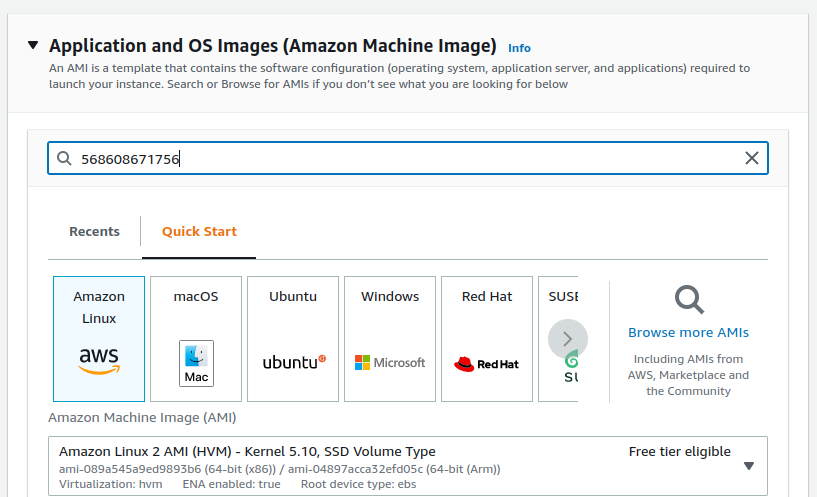 Application and OS Images (Amazon Machine Image) Info
An AMI is a template that contains the software configuration (operating system, application server, and applications) required to
launch your instance. Search or Browse for AMIs if you don't see what you are looking for below
568608671756
Recents
Quick Start
Amazon
Linux
aws
macOS
Mac
Ubuntu
ubuntu
Windows
Microsoft
Red Hat
Red Hat
SUSE
SU
Browse more AMIs
Including AMIs from
AWS, Marketplace and
the Community
Amazon Machine Image (AMI)
Amazon Linux 2 AMI (HVM) - Kernel 5.10, SSD Volume Type
Free tier eligible
ami-089a545a9ed9893b6 (64-bit (x86)) / ami-04897acca32efd05c (64-bit (Arm))
Virtualization: hvm ENA enabled: true Root device type: ebs